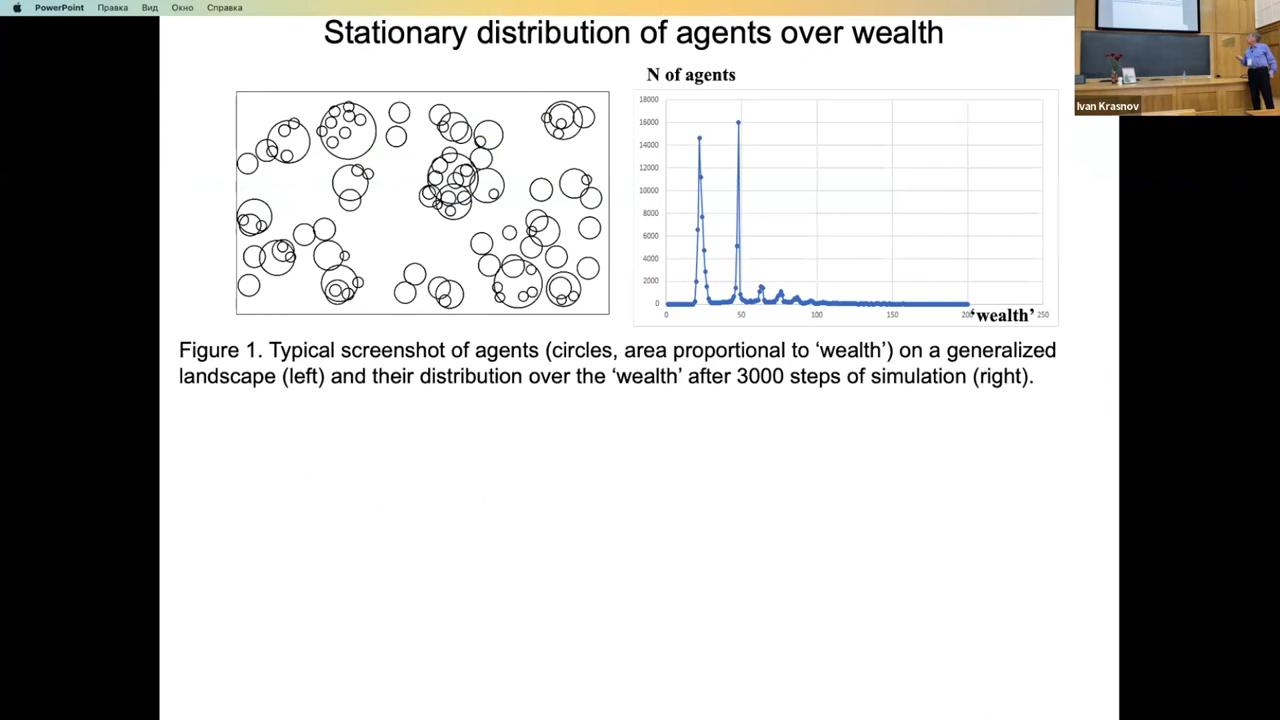 PowerPoint Правка Вид Окно Справка
Stationary distribution of agents over wealth
N of agents
18000
16000
14000
12000
10000
8000
6000
4000
2000
0
0 50 100 150 200 250
'wealth'
Figure 1. Typical screenshot of agents (circles, area proportional to 'wealth') on a generalized
landscape (left) and their distribution over the 'wealth' after 3000 steps of simulation (right).
Ivan Krasnov